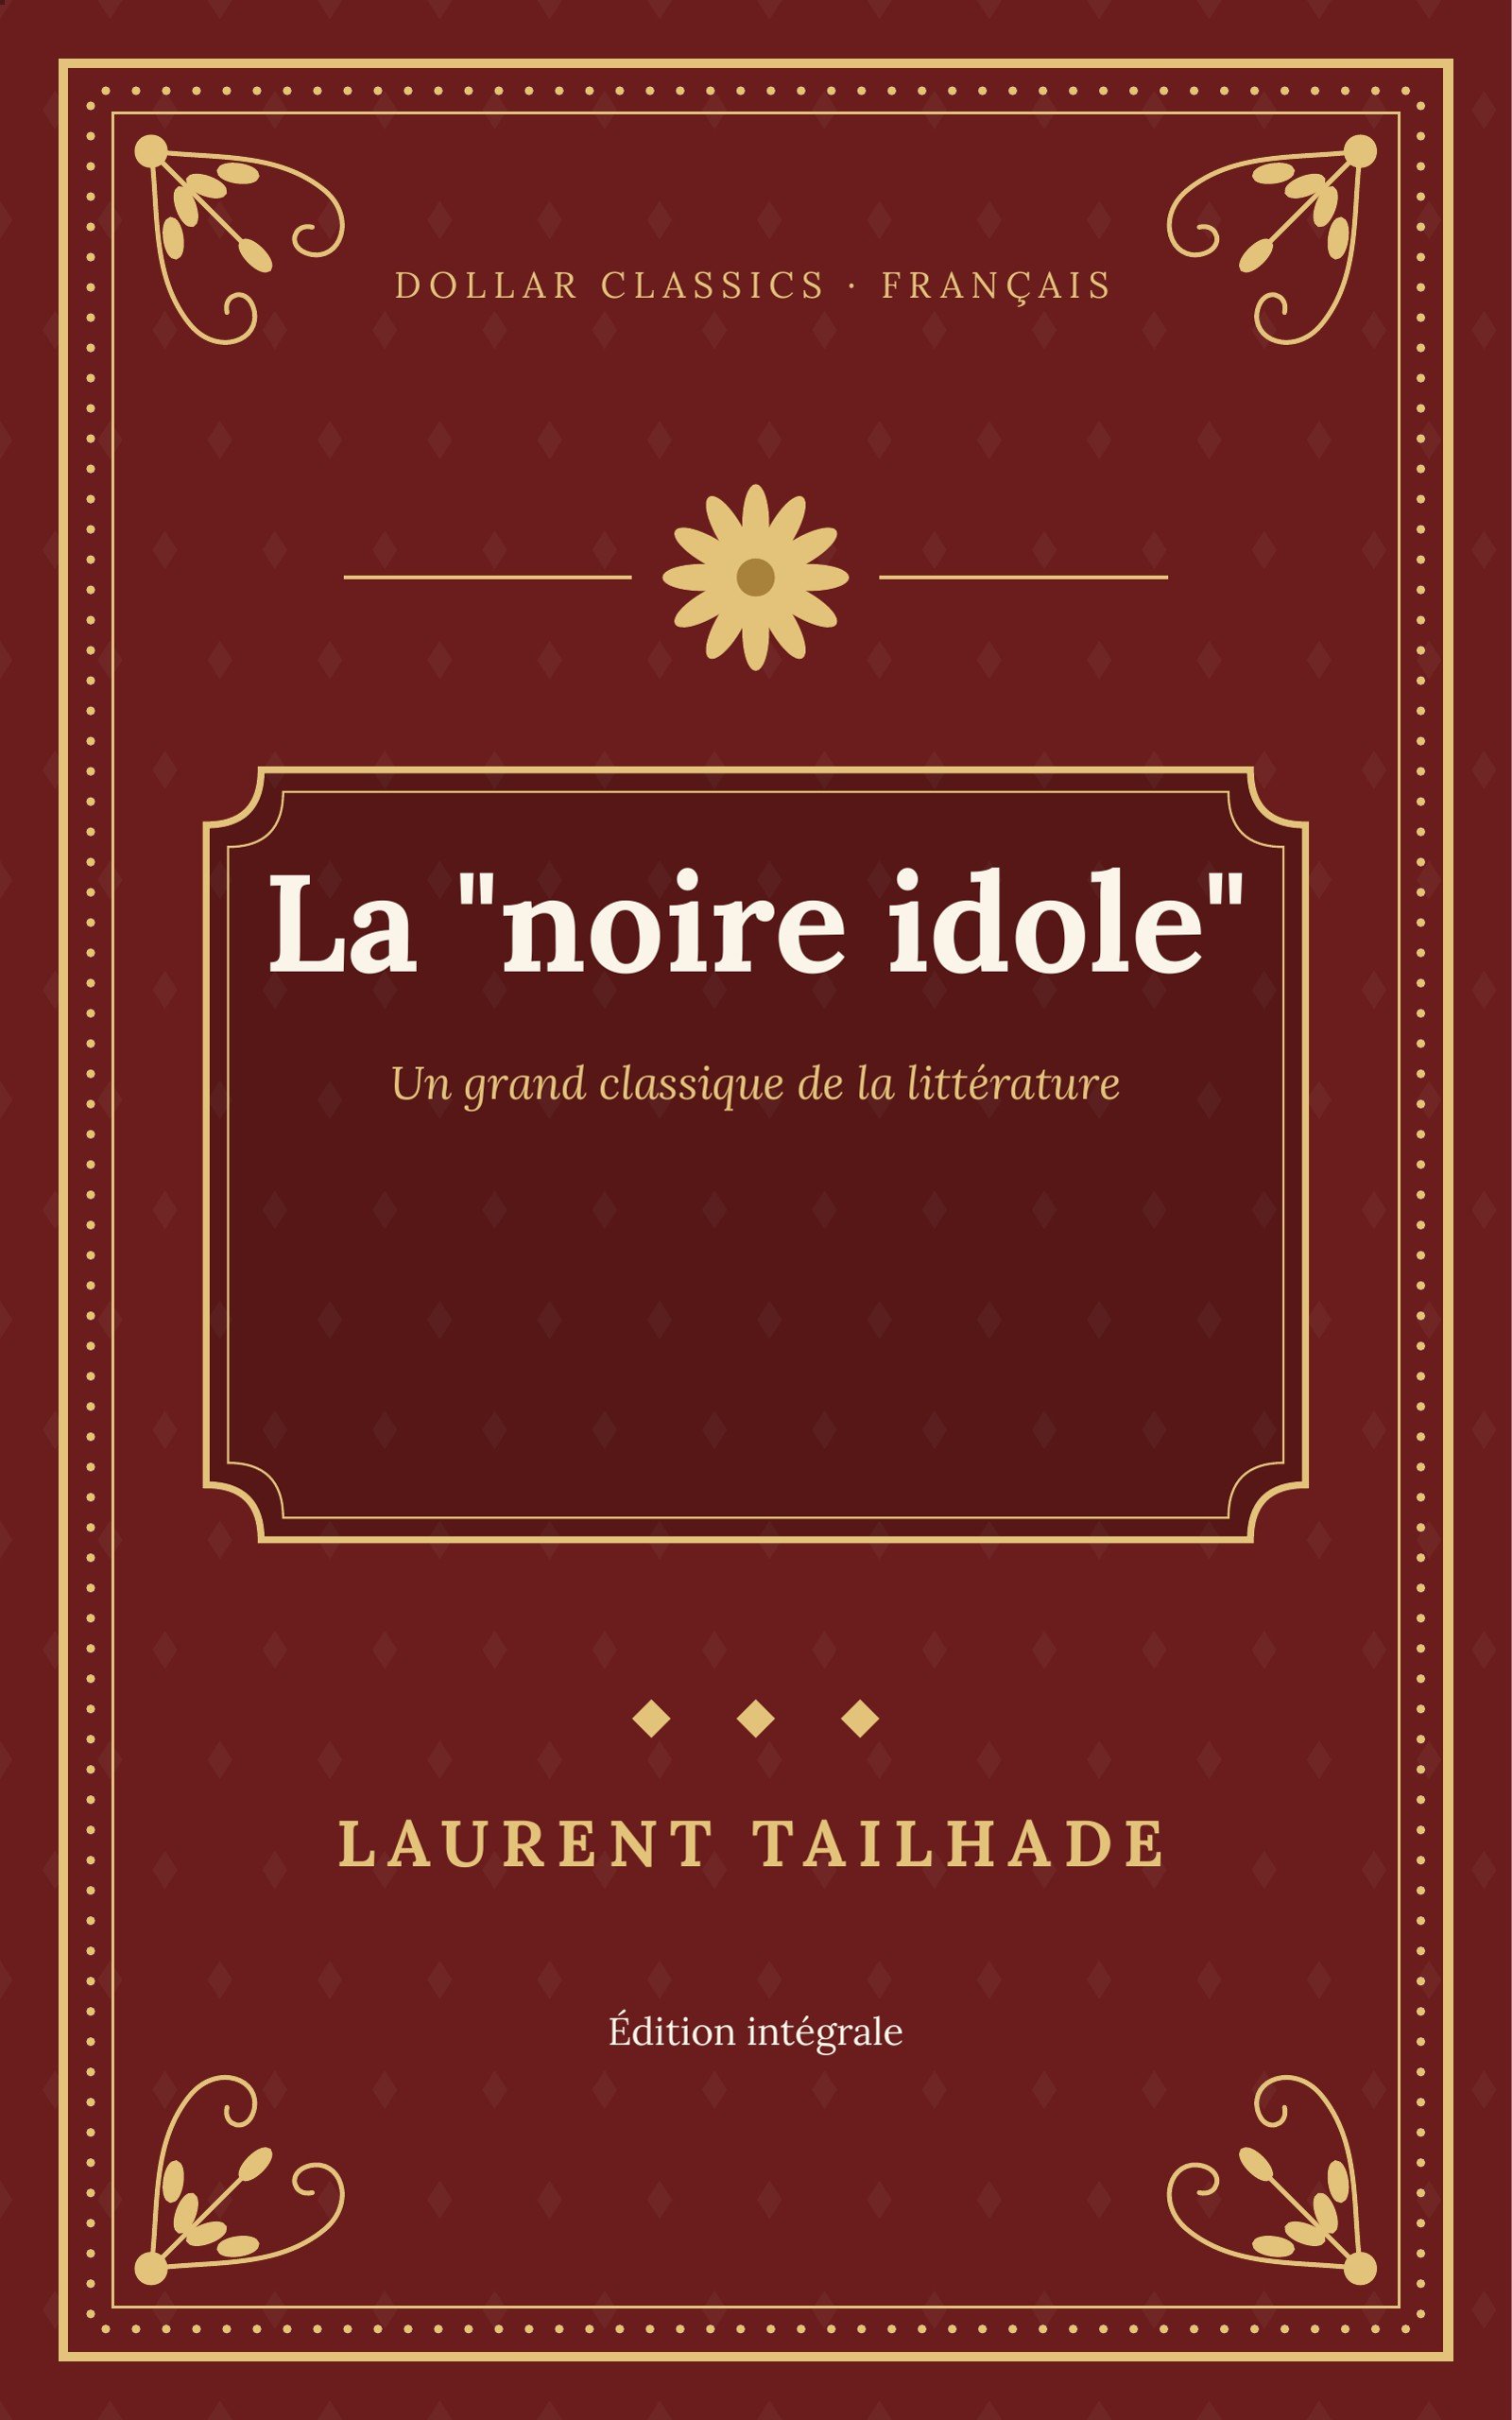 DOLLAR CLASSICS · FRANÇAIS
La "noire idole"
Un grand classique de la littérature
LAURENT TAILHADE
Édition intégrale